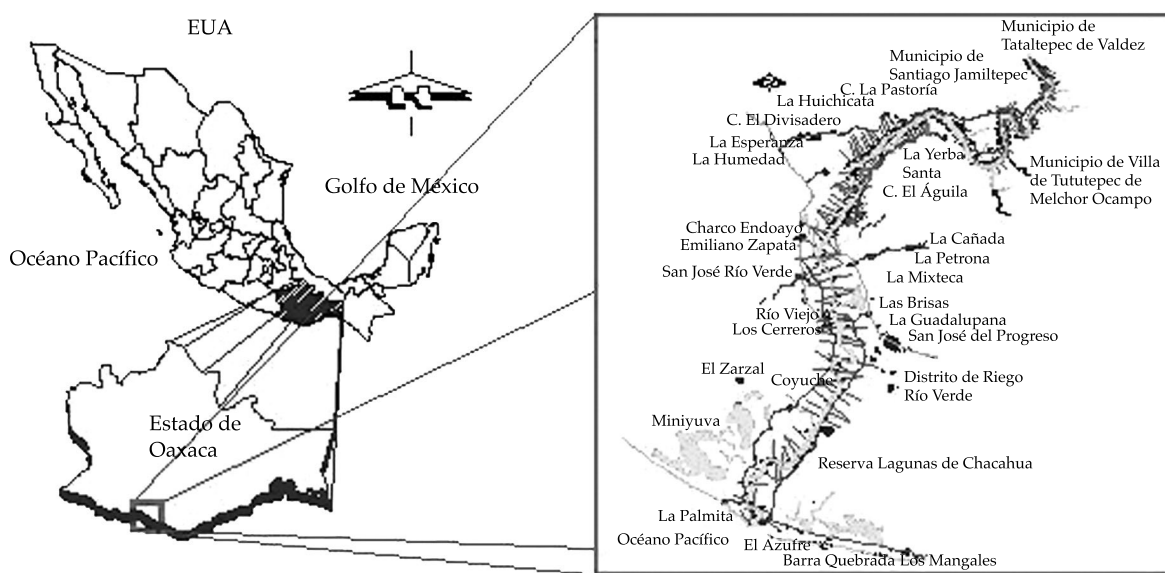 EUA
Golfo de México
Océano Pacífico
Estado de
Oaxaca
Municipio de
Tataltepec de Valdez
Municipio de
Santiago Jamiltepec
C. La Pastoría
La Huichicata
C. El Divisadero
La Esperanza
La Humedad
La Yerba
Santa
C. El Águila
Municipio de Villa
de Tututepec de
Melchor Ocampo
Charco Endoayo
Emiliano Zapata
La Cañada
La Petrona
San José Río Verde
La Mixteca
Las Brisas
Río Viejo
La Guadalupana
Los Cerreros
San José del Progreso
El Zarzal
Coyuche
Distrito de Riego
Río Verde
Miniyuva
Reserva Lagunas de Chacahua
La Palmita
Océano Pacífico
El Azufre
Barra Quebrada Los Mangales